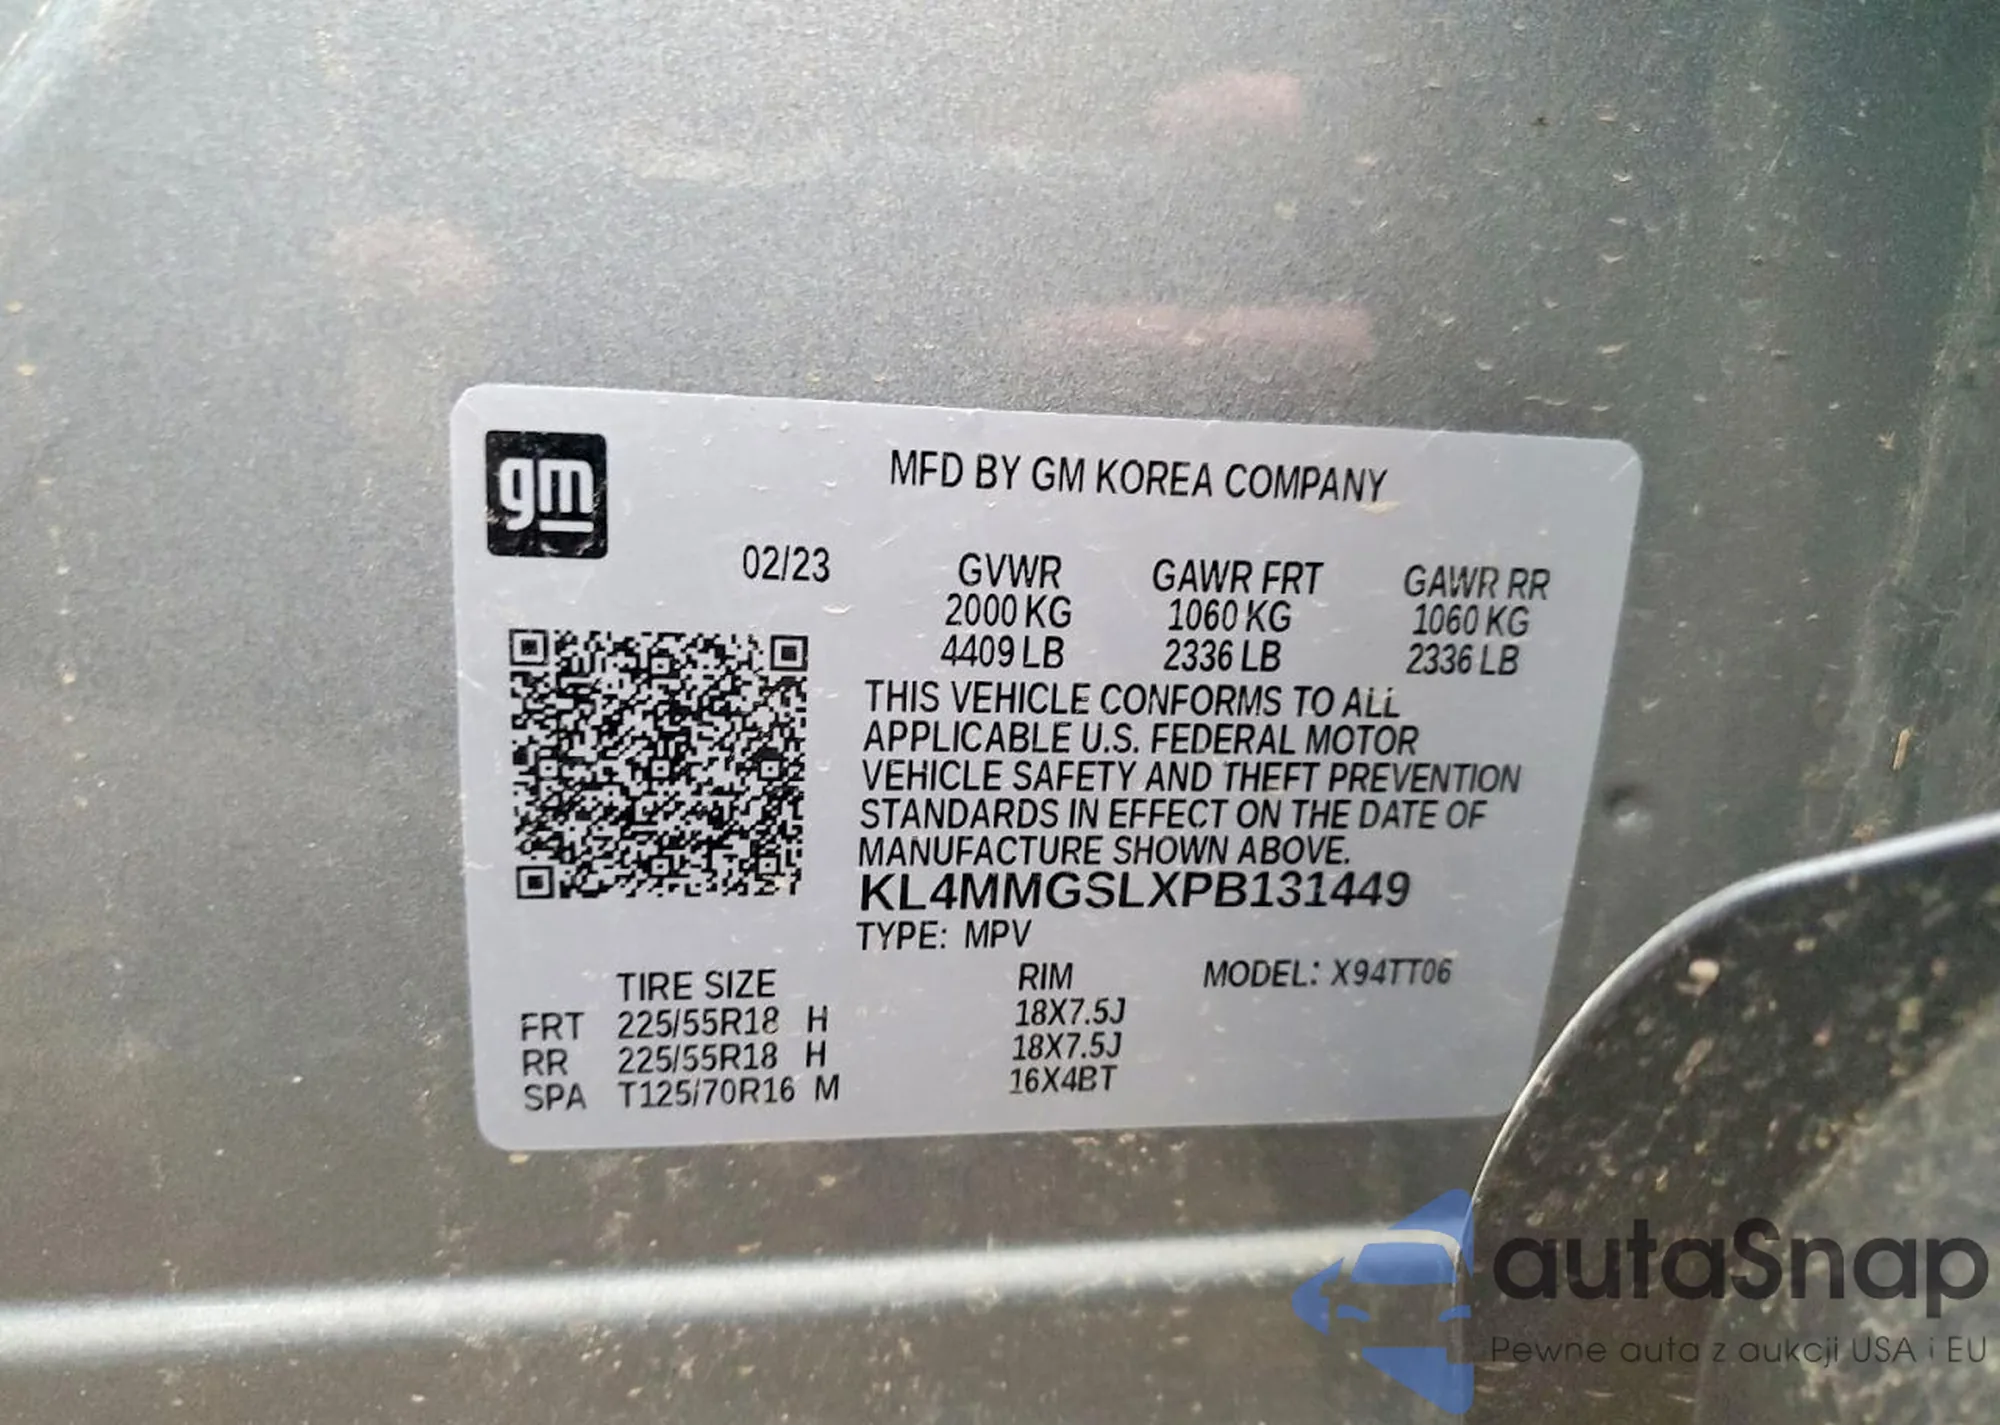 gm
MFD BY GM KOREA COMPANY
02/23 GVWR GAWR FRT GAWR RR
2000 KG 1060 KG 1060 KG
4409 LB 2336 LB 2336 LB
THIS VEHICLE CONFORMS TO ALL
APPLICABLE U.S. FEDERAL MOTOR
VEHICLE SAFETY AND THEFT PREVENTION
STANDARDS IN EFFECT ON THE DATE OF
MANUFACTURE SHOWN ABOVE.
KL4MMGSLXPB131449
TYPE: MPV
TIRE SIZE RIM MODEL: X94TT06
FRT 225/55R18 H 18X7.5J
RR 225/55R18 H 18X7.5J
SPA T125/70R16 M 16X4BT
autaSnap
Pewne auta z aukcji USA i EU